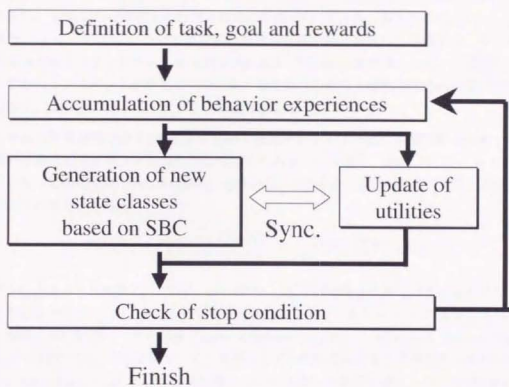 Definition of task, goal and rewards
Accumulation of behavior experiences
Generation of new
state classes
based on SBC
Sync.
Update of
utilities
Check of stop condition
Finish